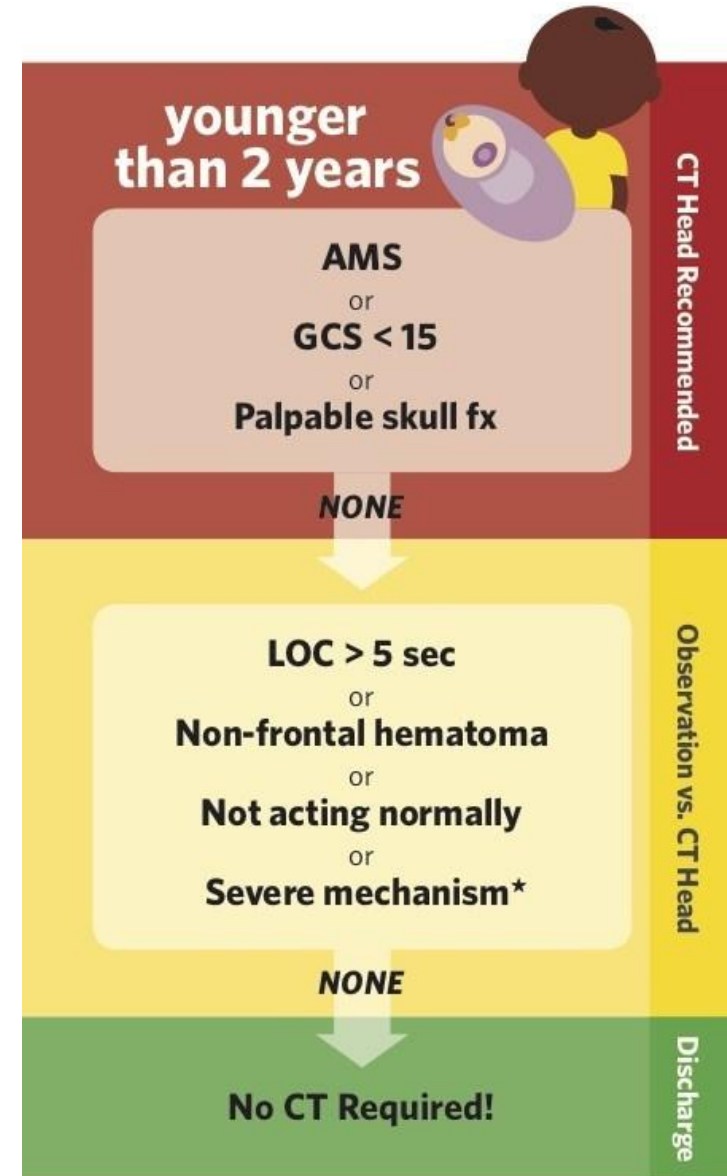 younger
than 2 years
AMS
or
GCS < 15
or
Palpable skull fx
NONE
CT Head Recommended
LOC > 5 sec
or
Non-frontal hematoma
or
Not acting normally
or
Severe mechanism*
NONE
Observation vs. CT Head
No CT Required!
Discharge